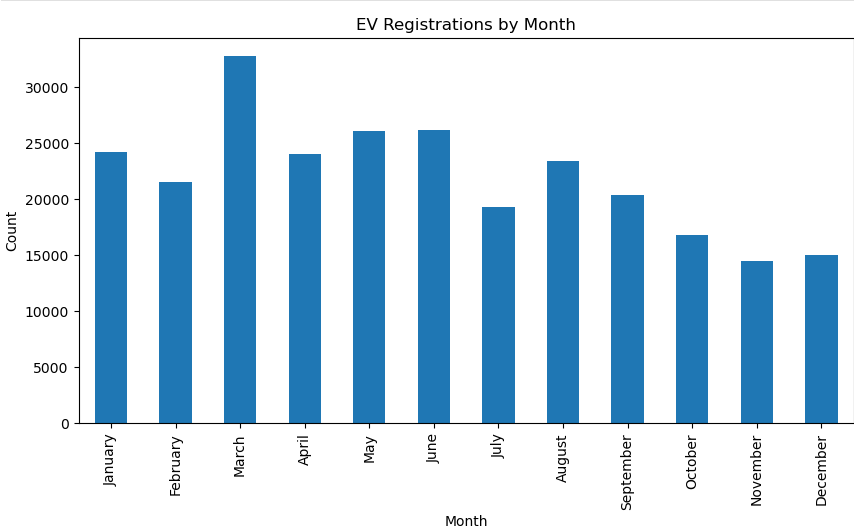 EV Registrations by Month
Count
30000
25000
20000
15000
10000
5000
0
January
February
March
April
May
June
July
August
September
October
November
December
Month